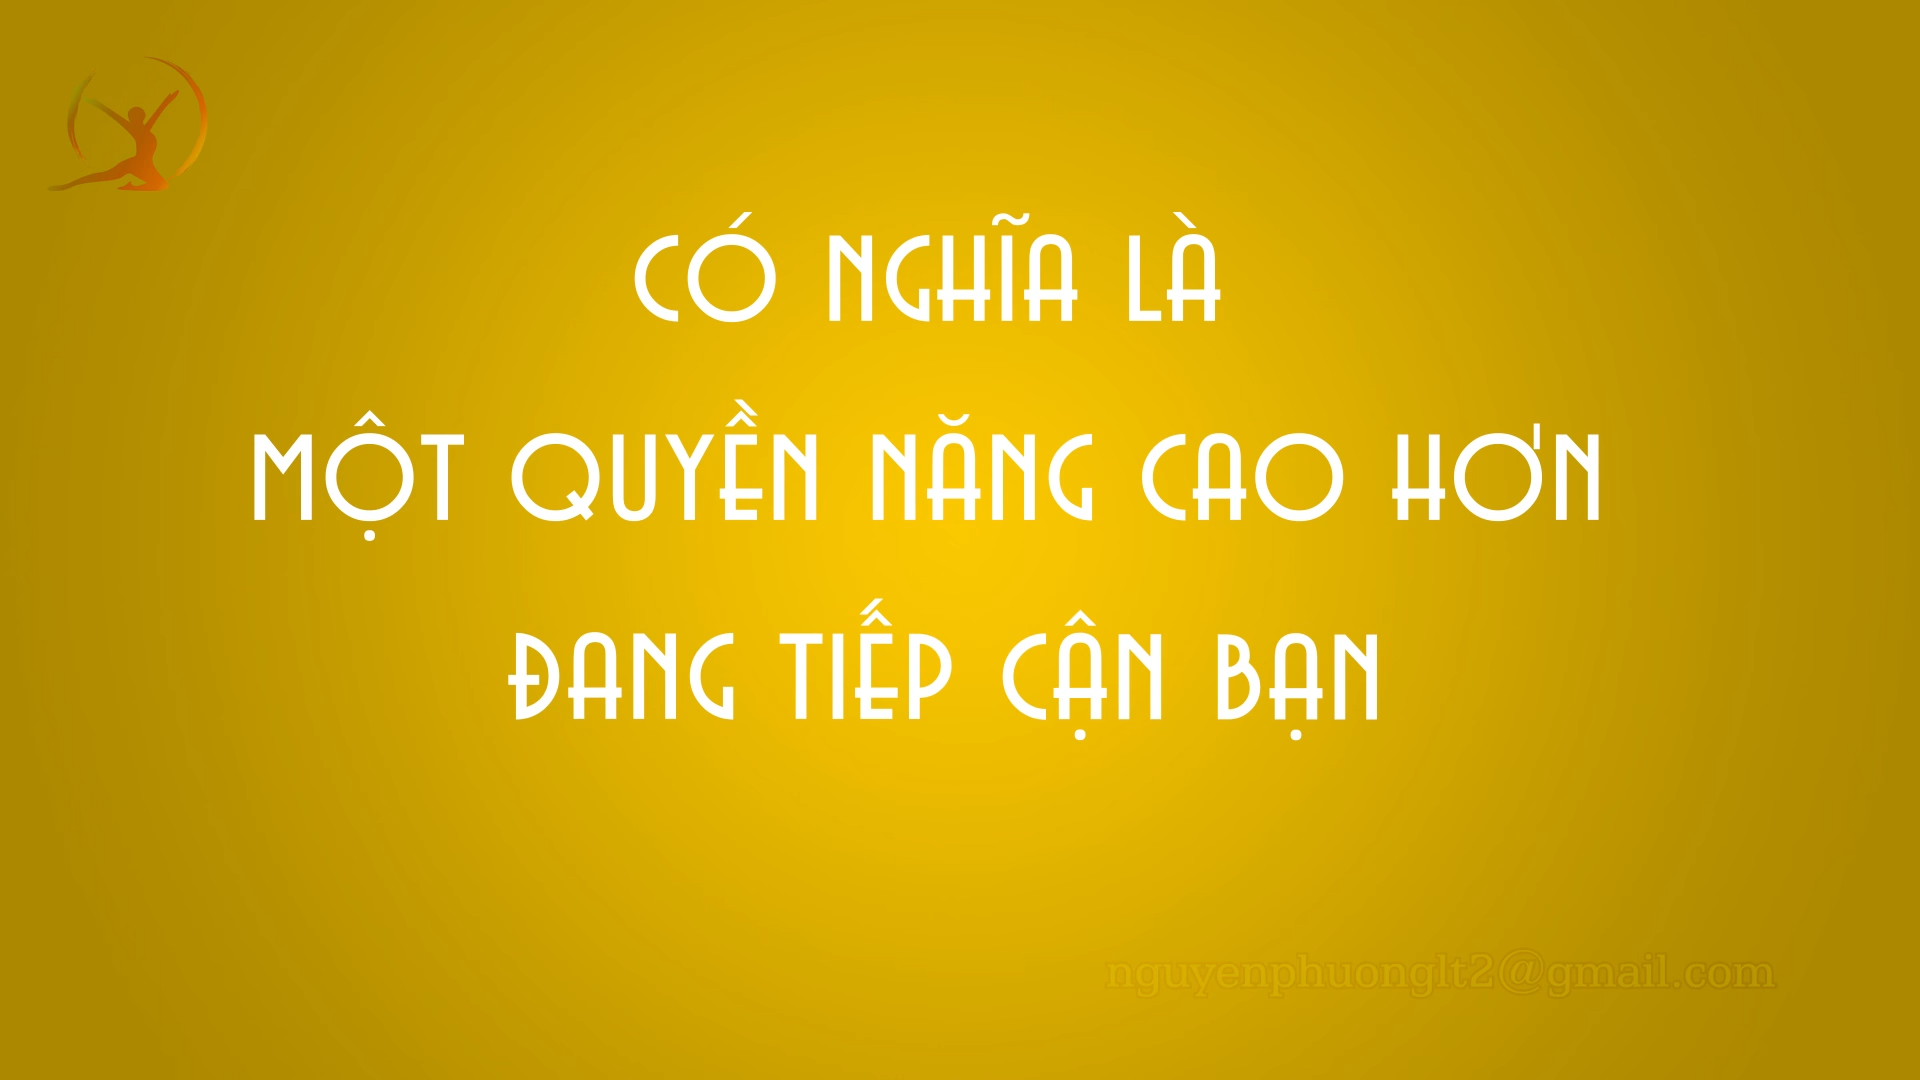 CÓ NGHĨA LÀ
MỘT QUYỀN NĂNG CAO HƠN
ĐANG TIẾP CẬN BẠN
nguyenphuonglt2@gmail.com